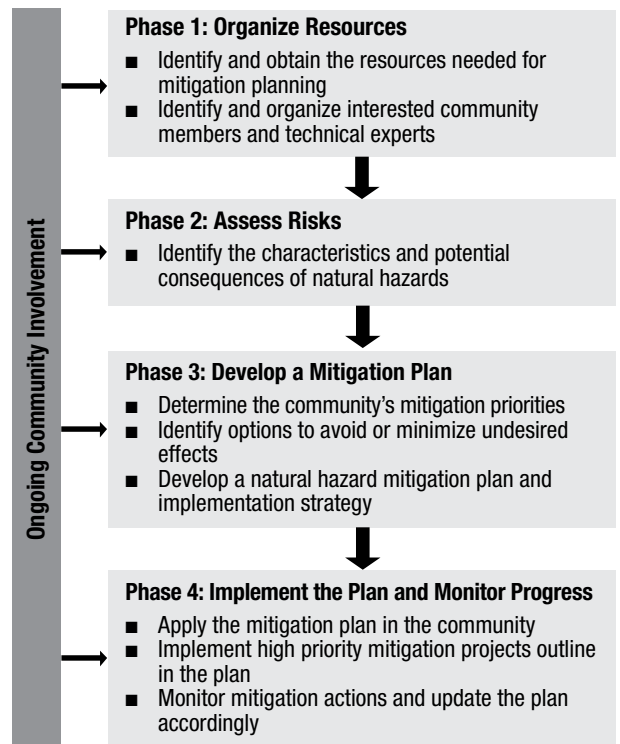 Ongoing Community Involvement
Phase 1: Organize Resources
■ Identify and obtain the resources needed for
mitigation planning
■ Identify and organize interested community
members and technical experts
Phase 2: Assess Risks
■ Identify the characteristics and potential
consequences of natural hazards
Phase 3: Develop a Mitigation Plan
■ Determine the community’s mitigation priorities
■ Identify options to avoid or minimize undesired
effects
■ Develop a natural hazard mitigation plan and
implementation strategy
Phase 4: Implement the Plan and Monitor Progress
■ Apply the mitigation plan in the community
■ Implement high priority mitigation projects outline
in the plan
■ Monitor mitigation actions and update the plan
accordingly